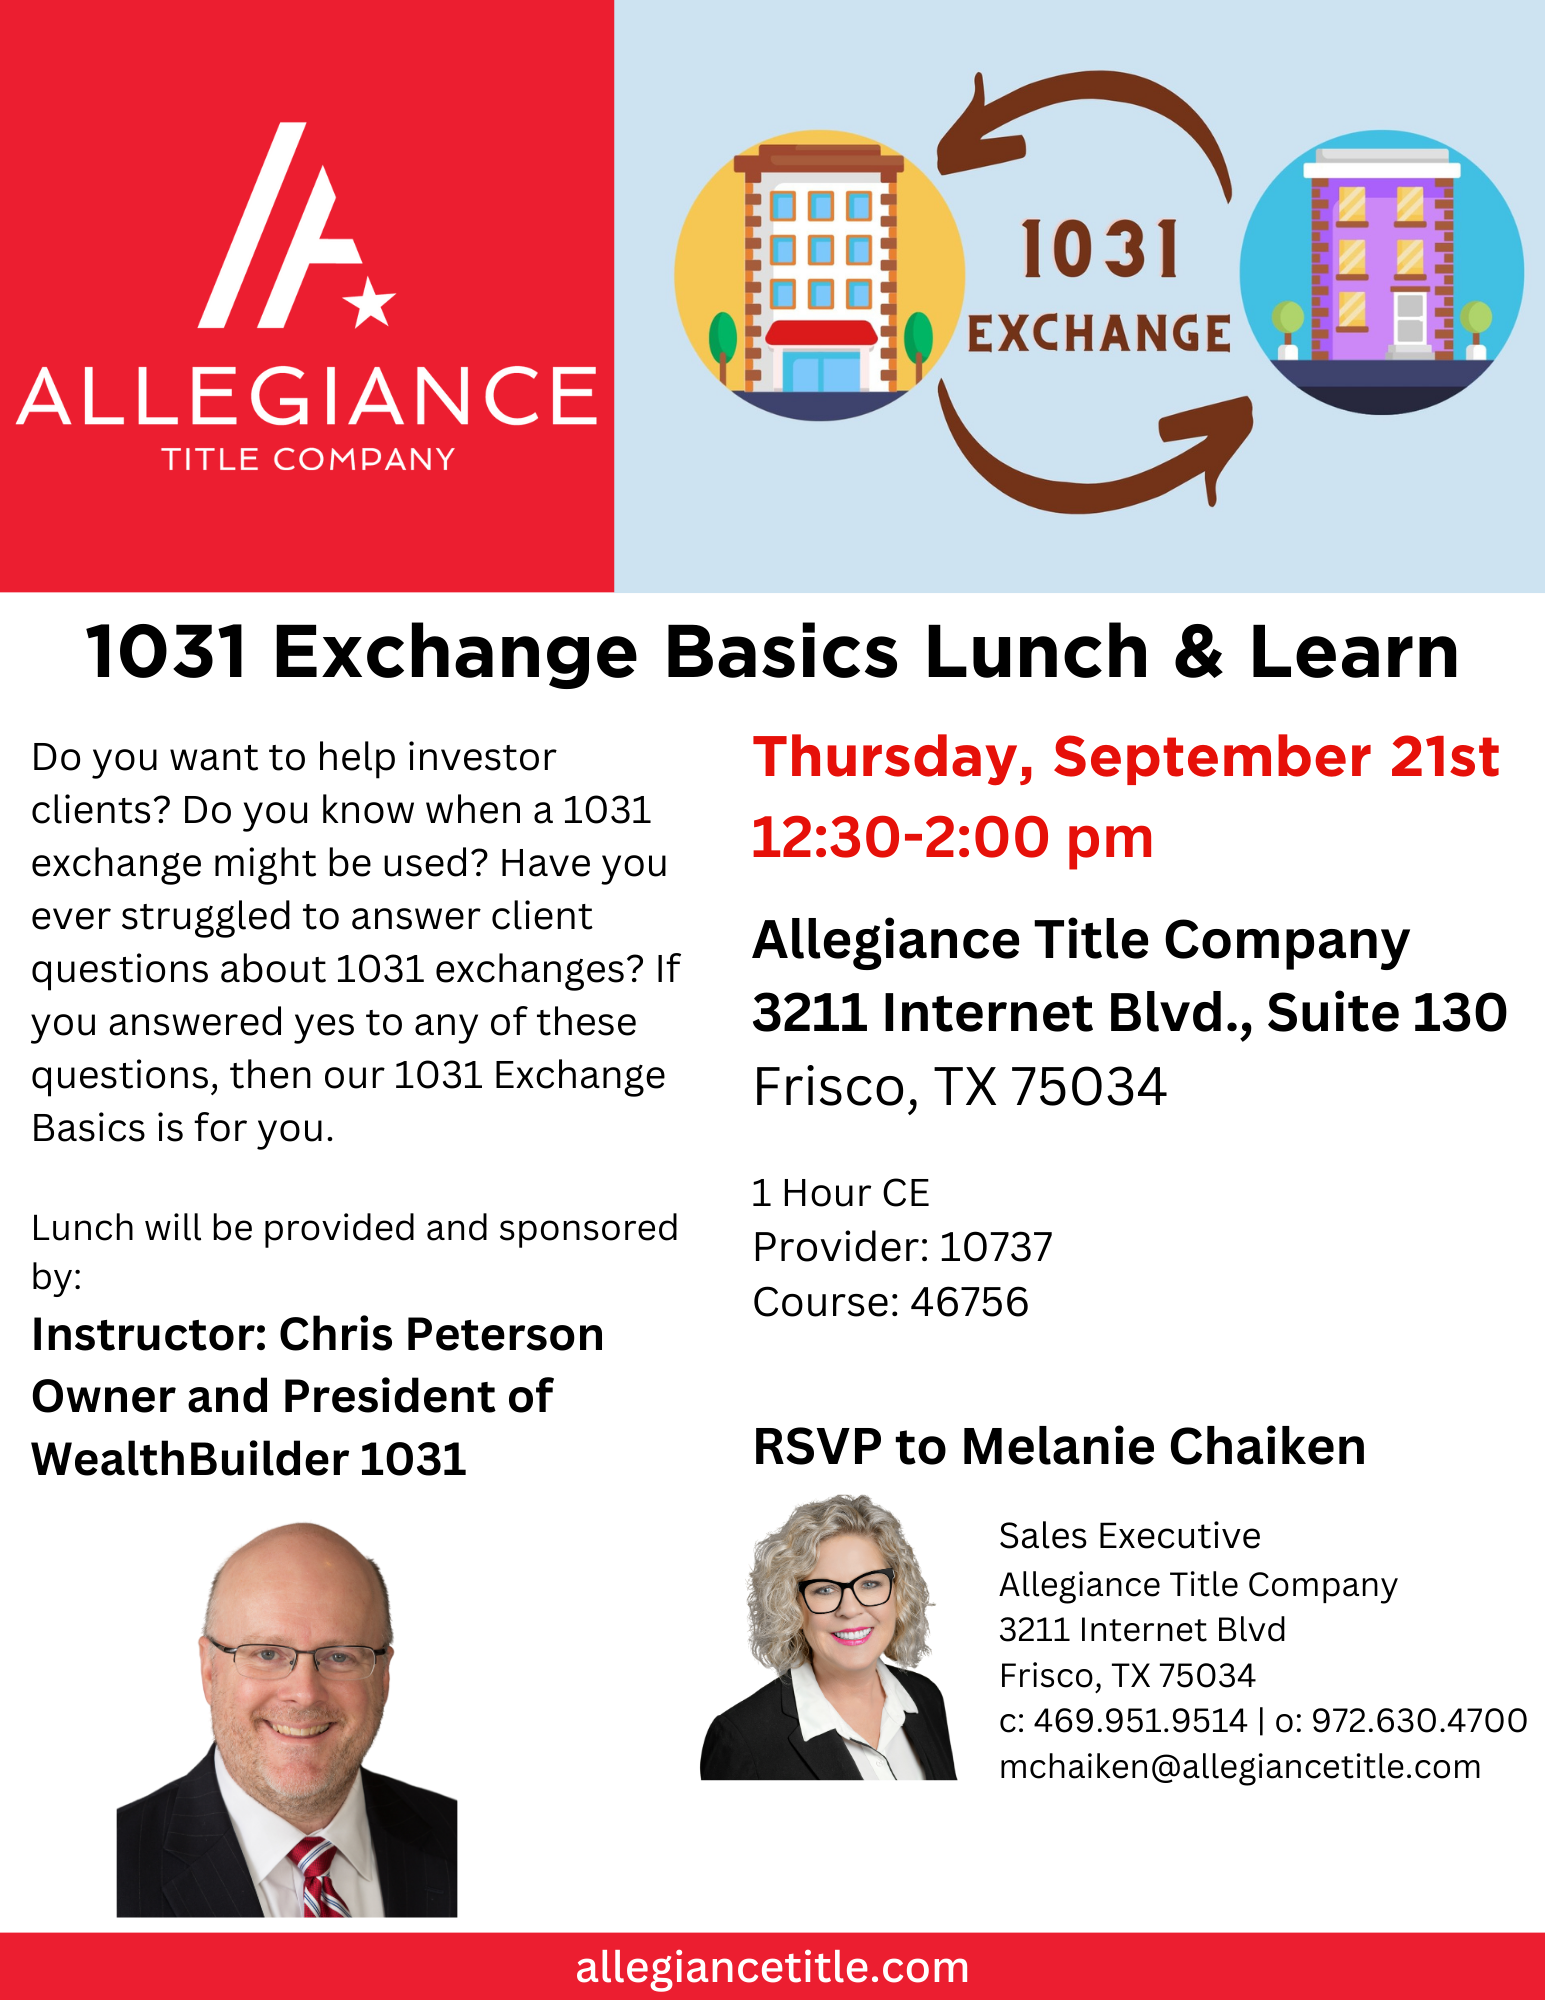 ALLEGIANCE
TITLE COMPANY
1031
EXCHANGE
1031 Exchange Basics Lunch & Learn
Do you want to help investor
clients? Do you know when a 1031
exchange might be used? Have you
ever struggled to answer client
questions about 1031 exchanges? If
you answered yes to any of these
questions, then our 1031 Exchange
Basics is for you.
Lunch will be provided and sponsored
by:
Instructor: Chris Peterson
Owner and President of
WealthBuilder 1031
Thursday, September 21st
12:30-2:00 pm
Allegiance Title Company
3211 Internet Blvd., Suite 130
Frisco, TX 75034
1 Hour CE
Provider: 10737
Course: 46756
RSVP to Melanie Chaiken
Sales Executive
Allegiance Title Company
3211 Internet Blvd
Frisco, TX 75034
c: 469.951.9514 | o: 972.630.4700
mchaiken@allegiancetitle.com
allegiancetitle.com